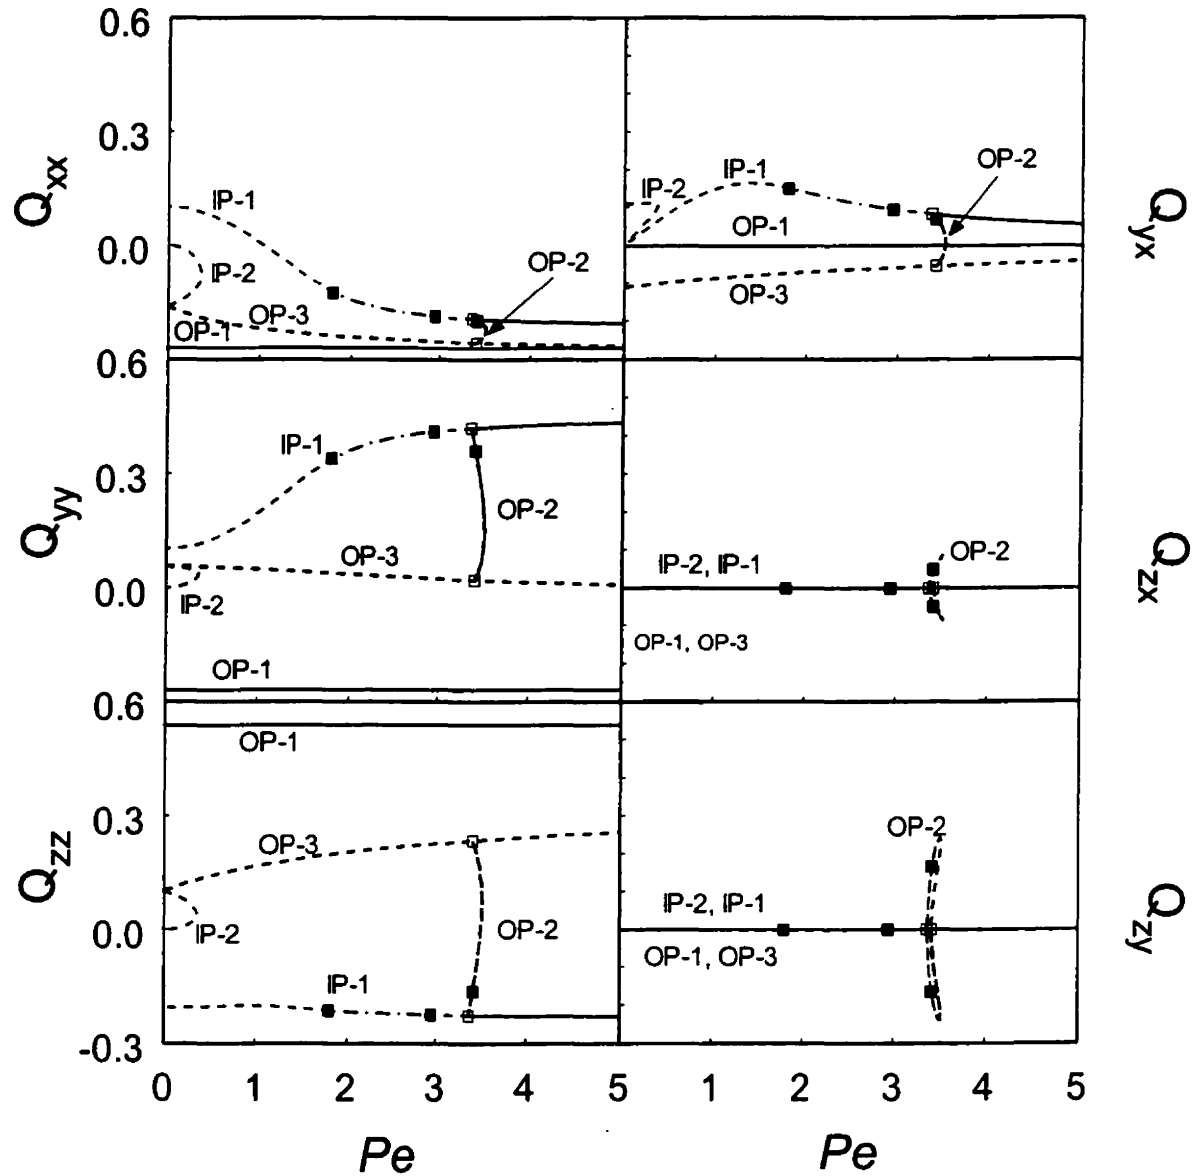 0.6
0.3
0.0
Q_xx
IP-1
IP-2
OP-3
OP-1
OP-2
IP-2
IP-1
OP-1
OP-3
OP-2
Q_yx
0.6
0.3
0.0
Q_yy
IP-1
OP-3
IP-2
OP-2
OP-1
IP-2, IP-1
OP-2
OP-1, OP-3
Q_zx
0.6
0.3
0.0
-0.3
Q_zz
OP-1
OP-3
IP-2
OP-2
IP-1
OP-2
IP-2, IP-1
OP-1, OP-3
Q_zy
0 1 2 3 4 5 1 2 3 4 5
Pe Pe